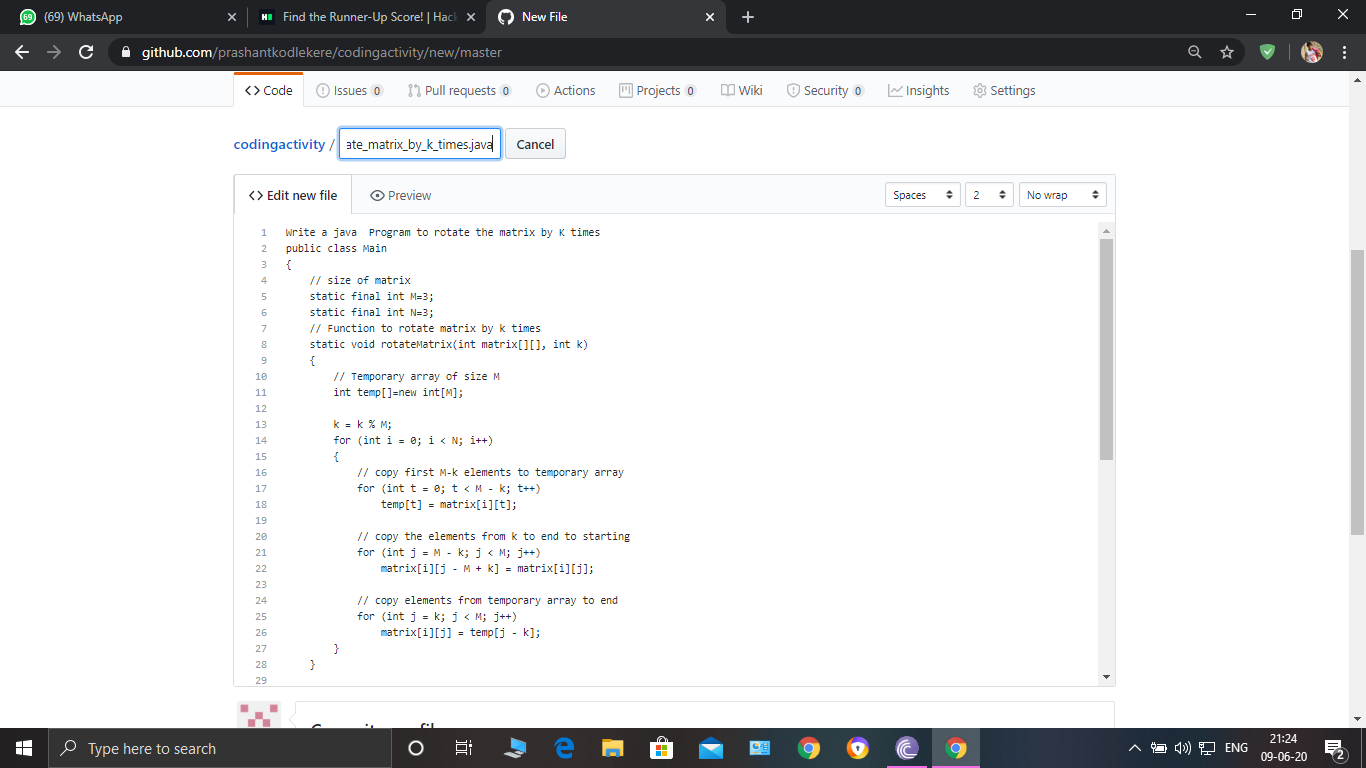 (69) WhatsApp
Find the Runner-Up Score! | Hack
New File
github.com/prashantkodlekere/codingactivity/new/master
Code
Issues 0
Pull requests 0
Actions
Projects 0
Wiki
Security 0
Insights
Settings
codingactivity / ate_matrix_by_k_times.java Cancel
<> Edit new file
Preview
Spaces
2
No wrap
1 Write a java  Program to rotate the matrix by K times
2 public class Main
3 {
4     // size of matrix
5     static final int M=3;
6     static final int N=3;
7     // Function to rotate matrix by k times
8     static void rotateMatrix(int matrix[][], int k)
9     {
10         // Temporary array of size M
11         int temp[]=new int[M];
12
13         k = k % M;
14         for (int i = 0; i < N; i++)
15         {
16             // copy first M-k elements to temporary array
17             for (int t = 0; t < M - k; t++)
18                 temp[t] = matrix[i][t];
19
20             // copy the elements from k to end to starting
21             for (int j = M - k; j < M; j++)
22                 matrix[i][j - M + k] = matrix[i][j];
23
24             // copy elements from temporary array to end
25             for (int j = k; j < M; j++)
26                 matrix[i][j] = temp[j - k];
27         }
28     }
29
Type here to search
ENG
21:24
09-06-20
2